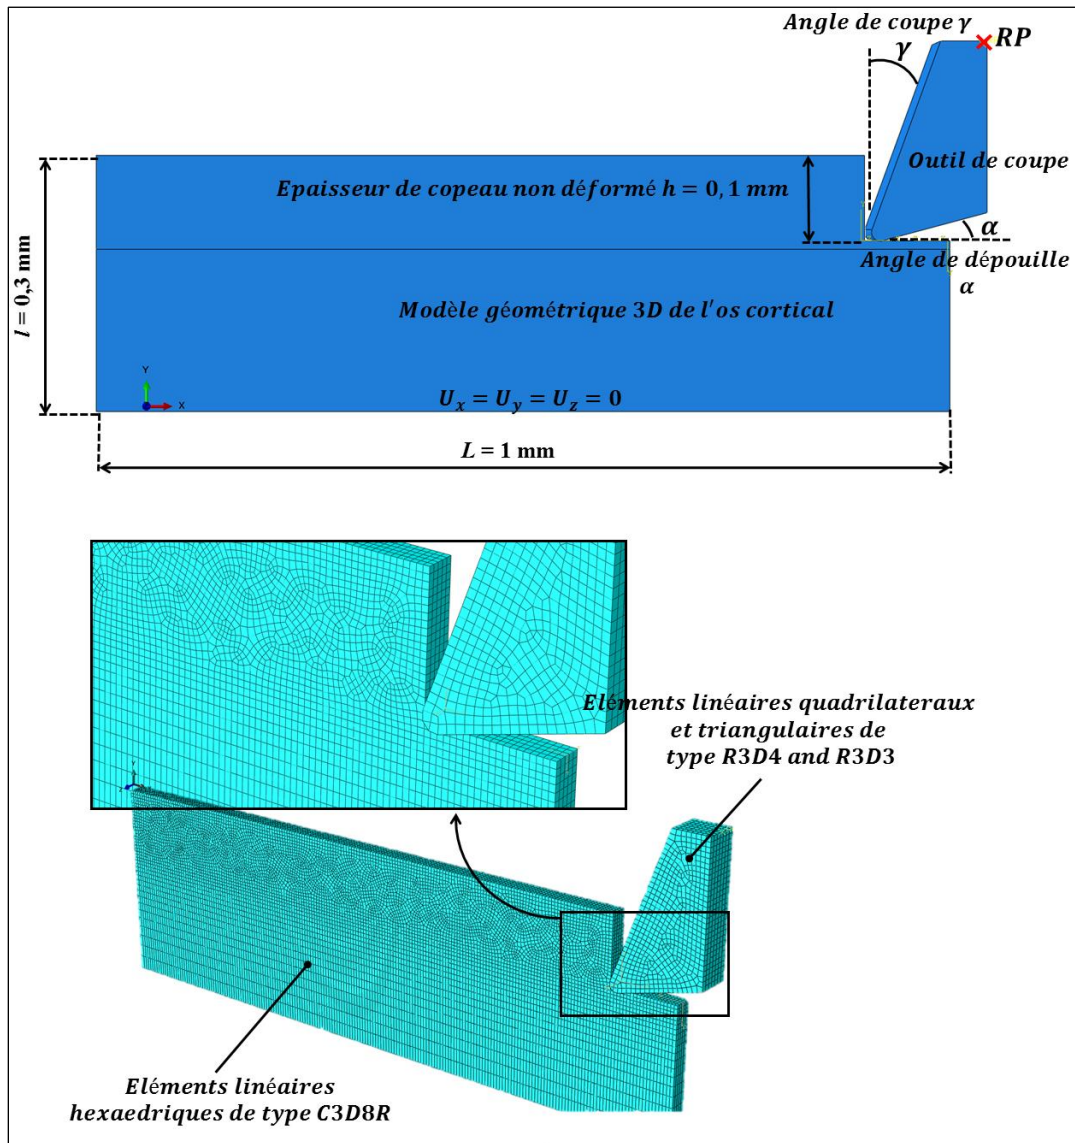 Angle de coupe γ
γ
RP
Outil de coupe
Epaisseur de copeau non déformé h = 0,1 mm
α
Angle de dépouille
α
l = 0,3 mm
Modèle géométrique 3D de l'os cortical
Y
X
U_x = U_y = U_z = 0
L = 1 mm
Eléments linéaires quadrilateraux
et triangulaires de
type R3D4 and R3D3
Eléments linéaires
hexaedriques de type C3D8R